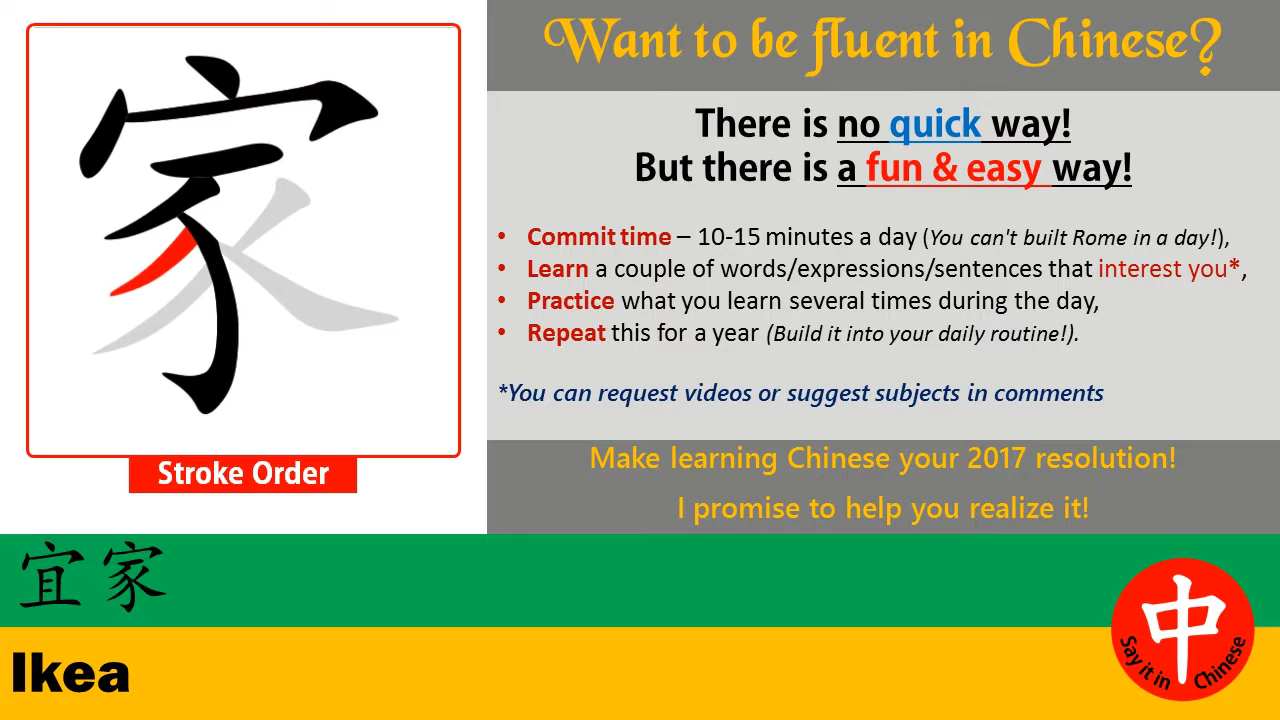 家
Stroke Order
Want to be fluent in Chinese?
There is no quick way!
But there is a fun & easy way!
• Commit time – 10-15 minutes a day (You can't built Rome in a day!),
• Learn a couple of words/expressions/sentences that interest you*,
• Practice what you learn several times during the day,
• Repeat this for a year (Build it into your daily routine!).
*You can request videos or suggest subjects in comments
Make learning Chinese your 2017 resolution!
I promise to help you realize it!
宜家
Ikea
中
Say it in Chinese